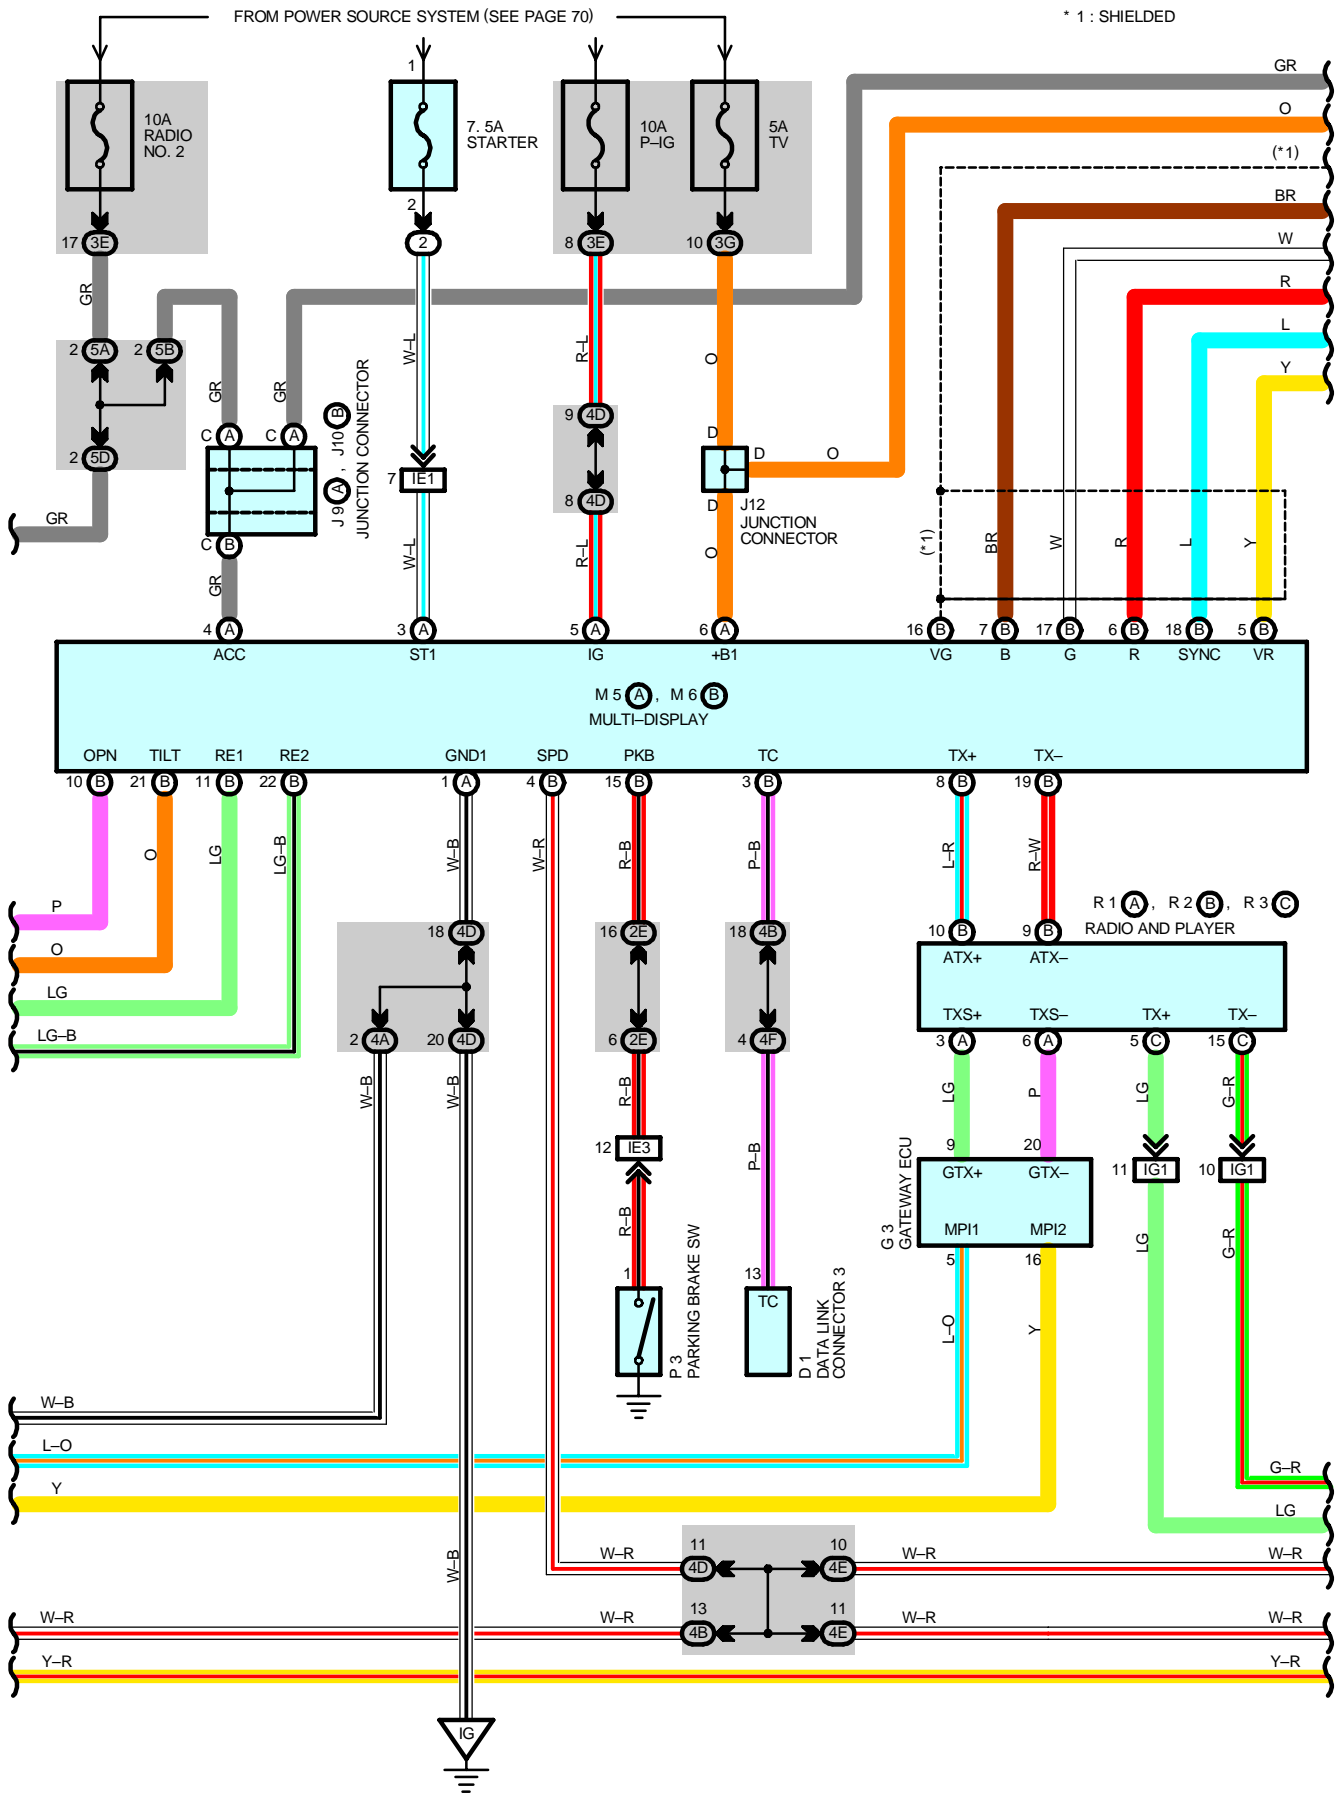 FROM POWER SOURCE SYSTEM (SEE PAGE 70)
* 1 : SHIELDED
GR
1
O
10A
RADIO
NO. 2
7. 5A
STARTER
10A
P–IG
5A
TV
(*1)
BR
2
W
17 3E
2
8 3E
10 3G
R
GR
L
W–L
R–L
O
2 5A
2 5B
Y
GR
GR
J 9 A , J10 B
JUNCTION CONNECTOR
9 4D
C A
C A
D
D
O
2 5D
7 IE1
8 4D
D
J12
JUNCTION
CONNECTOR
GR
C B
GR
W–L
R–L
O
(*1)
BR
W
R
L
Y
4 A
3 A
5 A
6 A
16 B
7 B
17 B
6 B
18 B
5 B
ACC
ST1
IG
+B1
VG
B
G
R
SYNC
VR
M 5 A , M 6 B
MULTI–DISPLAY
OPN
TILT
RE1
RE2
GND1
SPD
PKB
TC
TX+
TX–
10 B
21 B
11 B
22 B
1 A
4 B
15 B
3 B
8 B
19 B
O
LG
LG–B
W–B
W–R
R–B
P–B
L–R
R–W
P
R 1 A , R 2 B , R 3 C
RADIO AND PLAYER
18 4D
16 2E
18 4B
10 B
9 B
O
ATX+
ATX–
LG
TXS+
TXS–
TX+
TX–
LG–B
2 4A
20 4D
6 2E
4 4F
3 A
6 A
5 C
15 C
W–B
W–B
R–B
P–B
LG
P
LG
G–R
12 IE3
9
20
G 3
GATEWAY ECU
GTX+
GTX–
11 IG1
10 IG1
R–B
MPI1
MPI2
LG
G–R
1
13
5
16
P 3
PARKING BRAKE SW
TC
D 1
DATA LINK
CONNECTOR 3
L–O
Y
W–B
L–O
G–R
Y
LG
W–B
W–R
11
4D
10
4E
W–R
W–R
W–R
W–R
13
4B
11
4E
W–R
W–R
Y–R
Y–R
IG